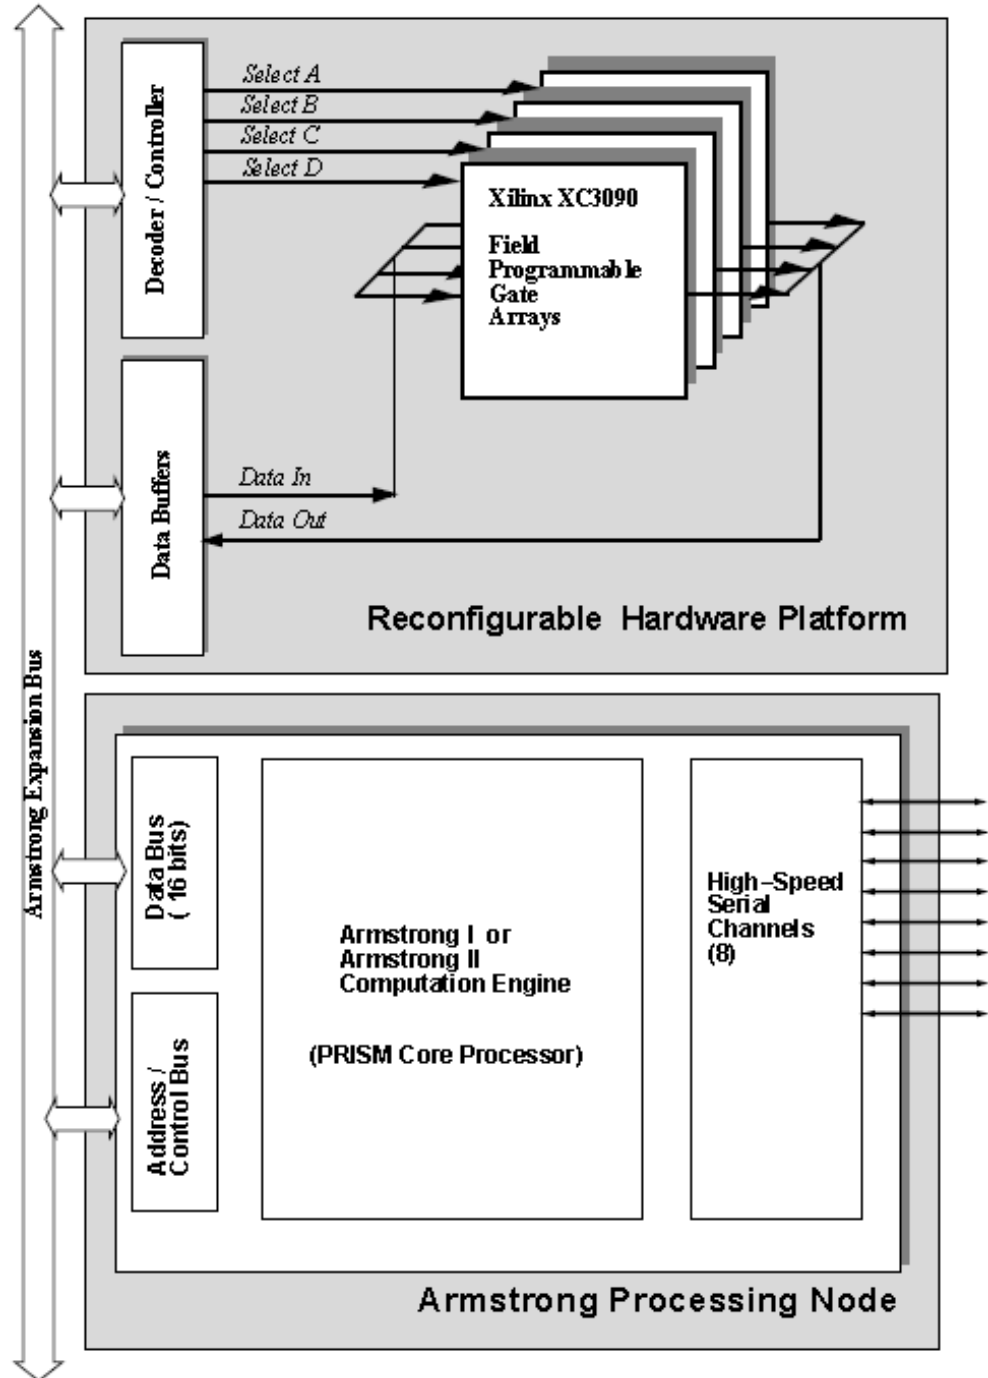 Select A
Select B
Select C
Select D
Decoder / Controller
Xilinx XC3090
Field
Programmable
Gate
Arrays
Data Buffers
Data In
Data Out
Reconfigurable Hardware Platform
Armstrong Expansion Bus
Data Bus
( 16 bits)
Address /
Control Bus
Armstrong I or
Armstrong II
Computation Engine
(PRISM Core Processor)
High-Speed
Serial
Channels
(8)
Armstrong Processing Node